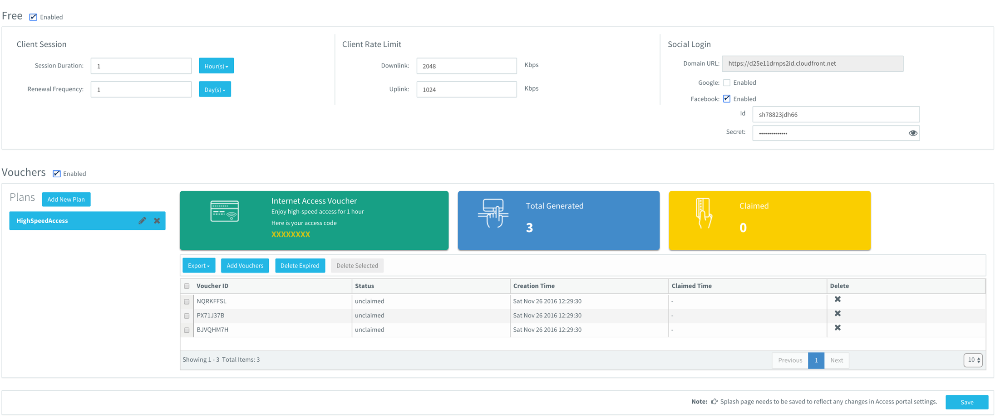 Free Enabled
Client Session
Session Duration: 1 Hour(s)
Renewal Frequency: 1 Day(s)
Client Rate Limit
Downlink: 2048 Kbps
Uplink: 1024 Kbps
Social Login
Domain URL: https://d25e11drnps2id.cloudfront.net
Google: Enabled
Facebook: Enabled
Id sh78823jdh66
Secret: ••••••••••••••
Vouchers Enabled
Plans Add New Plan
HighSpeedAccess
Internet Access Voucher
Enjoy high-speed access for 1 hour
Here is your access code
XXXXXXXX
Total Generated
3
Claimed
0
Export Add Vouchers Delete Expired Delete Selected
Voucher ID Status Creation Time Claimed Time Delete
NQRKFFSL unclaimed Sat Nov 26 2016 12:29:30 -
PX71J37B unclaimed Sat Nov 26 2016 12:29:30 -
BJVQHM7H unclaimed Sat Nov 26 2016 12:29:30 -
Showing 1 - 3 Total Items: 3 Previous 1 Next 10
Note: Splash page needs to be saved to reflect any changes in Access portal settings. Save